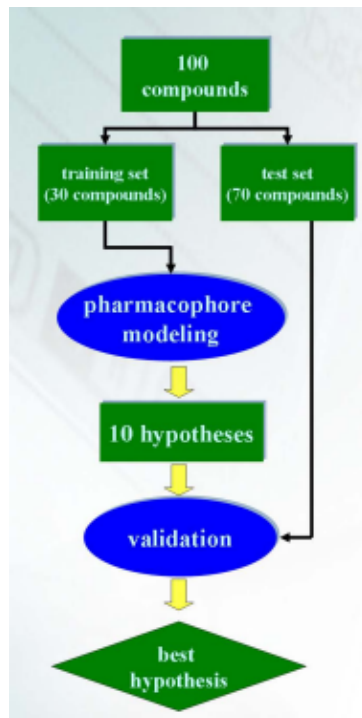 100
compounds
training set
(30 compounds)
test set
(70 compounds)
pharmacophore
modeling
10 hypotheses
validation
best
hypothesis